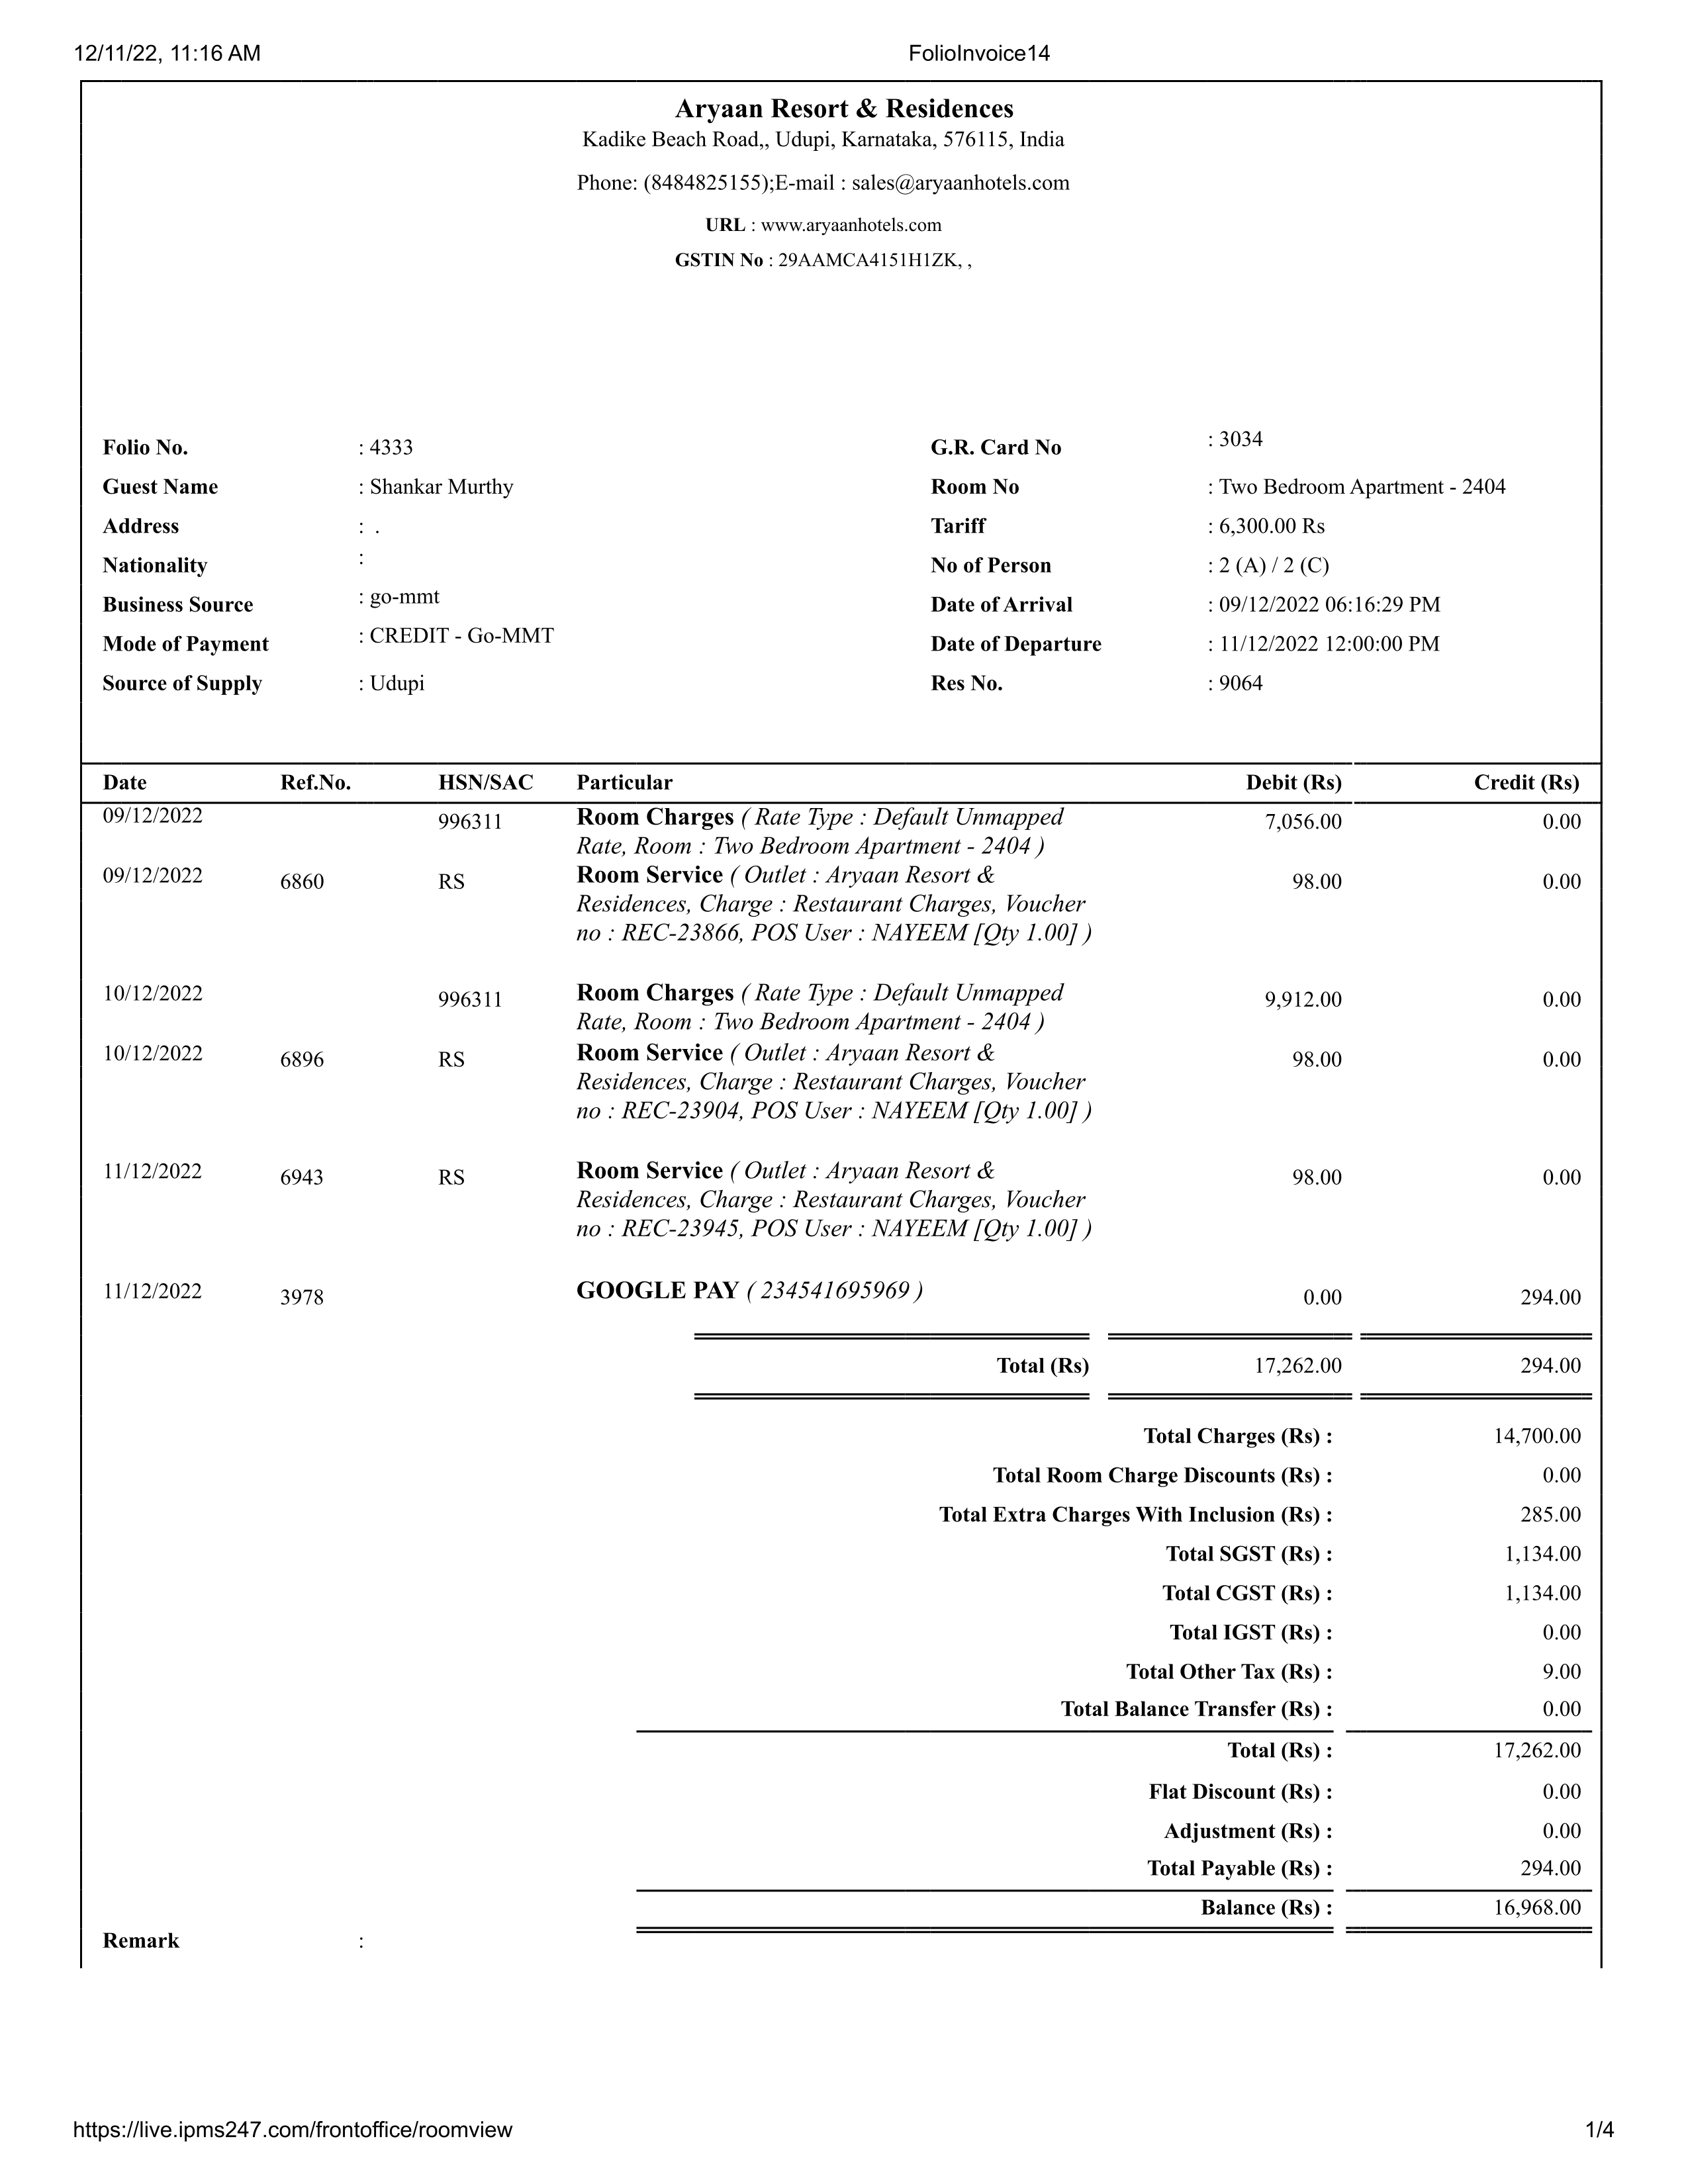 12/11/22, 11:16 AM FolioInvoice14
Aryaan Resort & Residences
Kadike Beach Road,, Udupi, Karnataka, 576115, India
Phone: (8484825155);E-mail : sales@aryaanhotels.com
URL : www.aryaanhotels.com
GSTIN No : 29AAMCA4151H1ZK, ,
Folio No. : 4333 G.R. Card No : 3034
Guest Name : Shankar Murthy Room No : Two Bedroom Apartment - 2404
Address : . Tariff : 6,300.00 Rs
Nationality : No of Person : 2 (A) / 2 (C)
Business Source : go-mmt Date of Arrival : 09/12/2022 06:16:29 PM
Mode of Payment : CREDIT - Go-MMT Date of Departure : 11/12/2022 12:00:00 PM
Source of Supply : Udupi Res No. : 9064
Date Ref.No. HSN/SAC Particular Debit (Rs) Credit (Rs)
09/12/2022 996311 Room Charges ( Rate Type : Default Unmapped 7,056.00 0.00
Rate, Room : Two Bedroom Apartment - 2404 )
09/12/2022 6860 RS Room Service ( Outlet : Aryaan Resort & 98.00 0.00
Residences, Charge : Restaurant Charges, Voucher
no : REC-23866, POS User : NAYEEM [Qty 1.00] )
10/12/2022 996311 Room Charges ( Rate Type : Default Unmapped 9,912.00 0.00
Rate, Room : Two Bedroom Apartment - 2404 )
10/12/2022 6896 RS Room Service ( Outlet : Aryaan Resort & 98.00 0.00
Residences, Charge : Restaurant Charges, Voucher
no : REC-23904, POS User : NAYEEM [Qty 1.00] )
11/12/2022 6943 RS Room Service ( Outlet : Aryaan Resort & 98.00 0.00
Residences, Charge : Restaurant Charges, Voucher
no : REC-23945, POS User : NAYEEM [Qty 1.00] )
11/12/2022 3978 GOOGLE PAY ( 234541695969 ) 0.00 294.00
Total (Rs) 17,262.00 294.00
Total Charges (Rs) : 14,700.00
Total Room Charge Discounts (Rs) : 0.00
Total Extra Charges With Inclusion (Rs) : 285.00
Total SGST (Rs) : 1,134.00
Total CGST (Rs) : 1,134.00
Total IGST (Rs) : 0.00
Total Other Tax (Rs) : 9.00
Total Balance Transfer (Rs) : 0.00
Total (Rs) : 17,262.00
Flat Discount (Rs) : 0.00
Adjustment (Rs) : 0.00
Total Payable (Rs) : 294.00
Balance (Rs) : 16,968.00
Remark :
https://live.ipms247.com/frontoffice/roomview 1/4